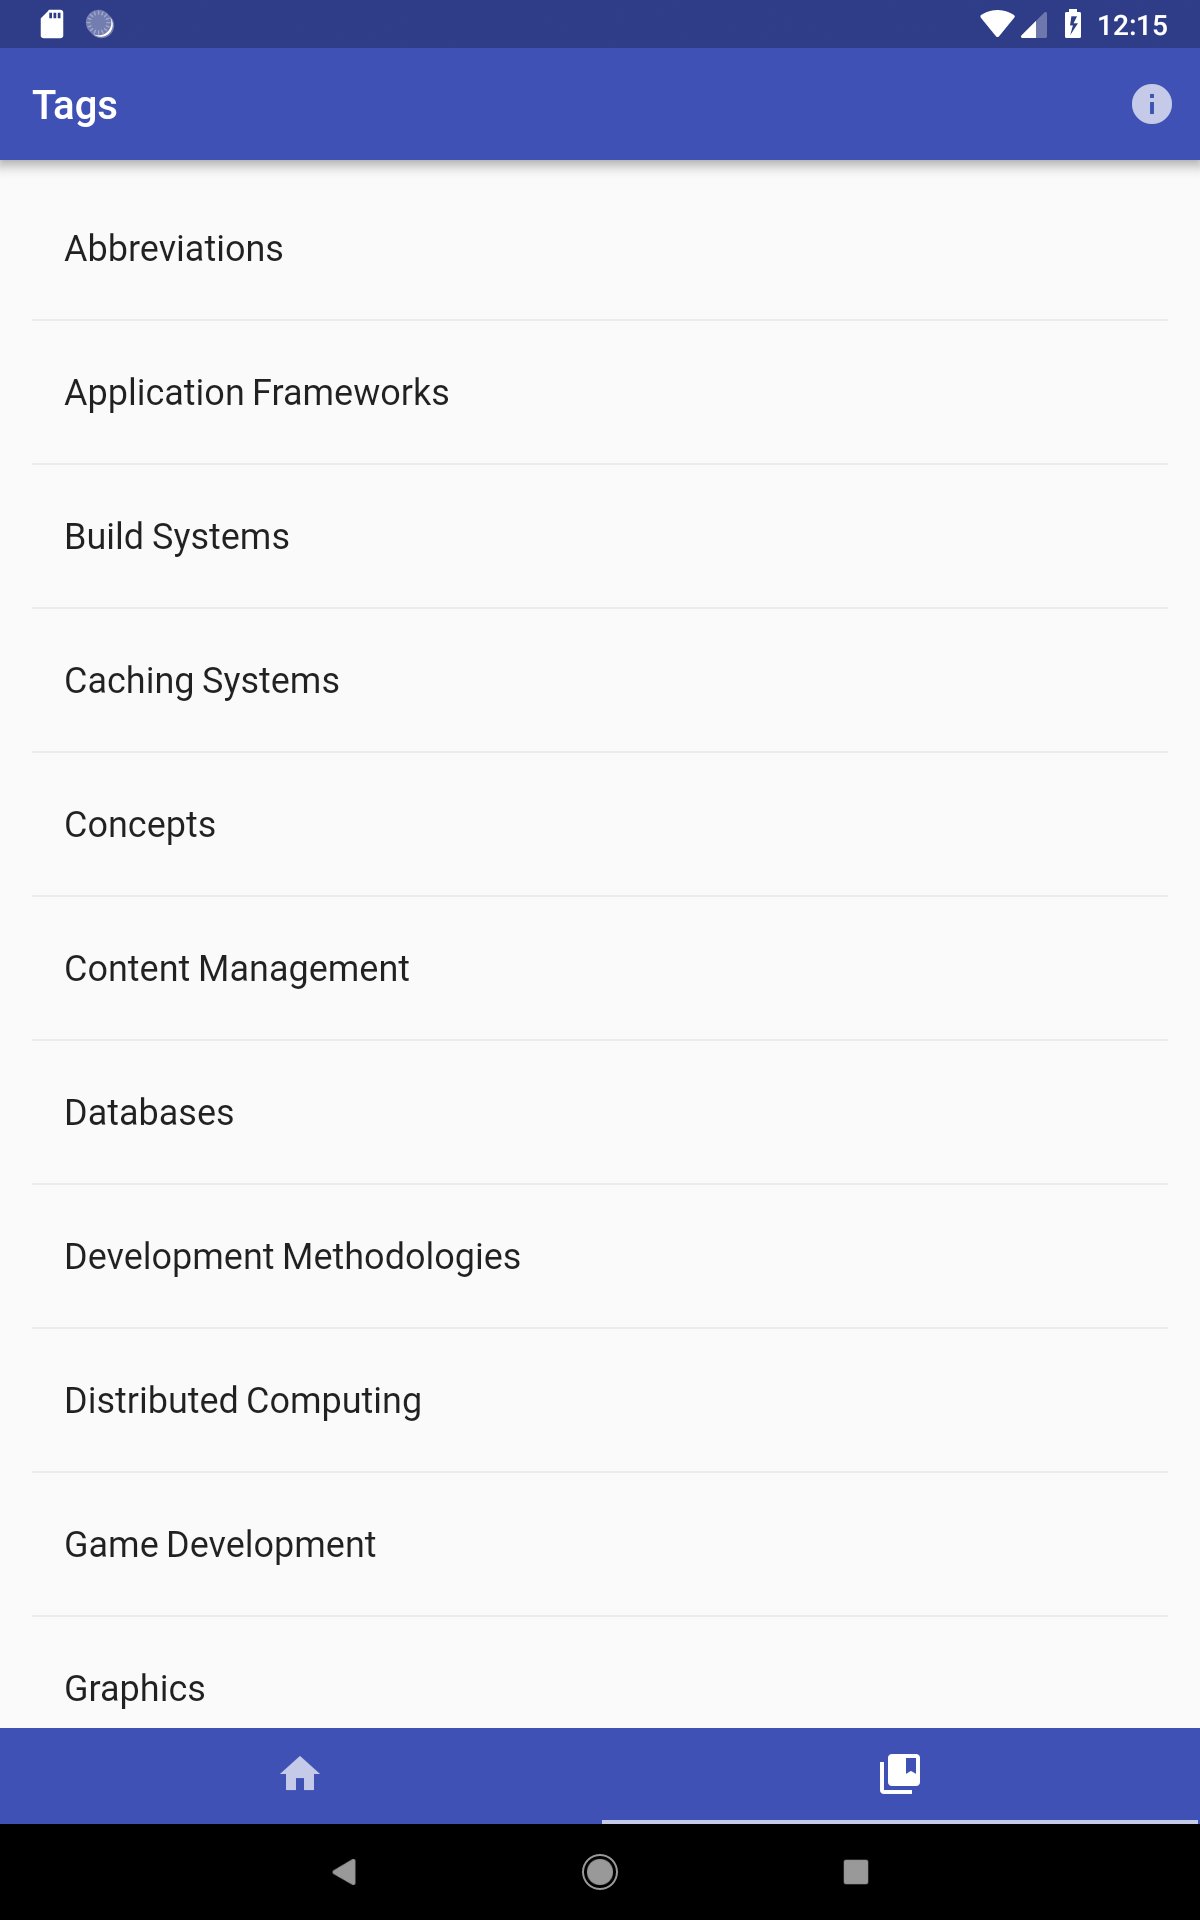 12:15
Tags
Abbreviations
Application Frameworks
Build Systems
Caching Systems
Concepts
Content Management
Databases
Development Methodologies
Distributed Computing
Game Development
Graphics